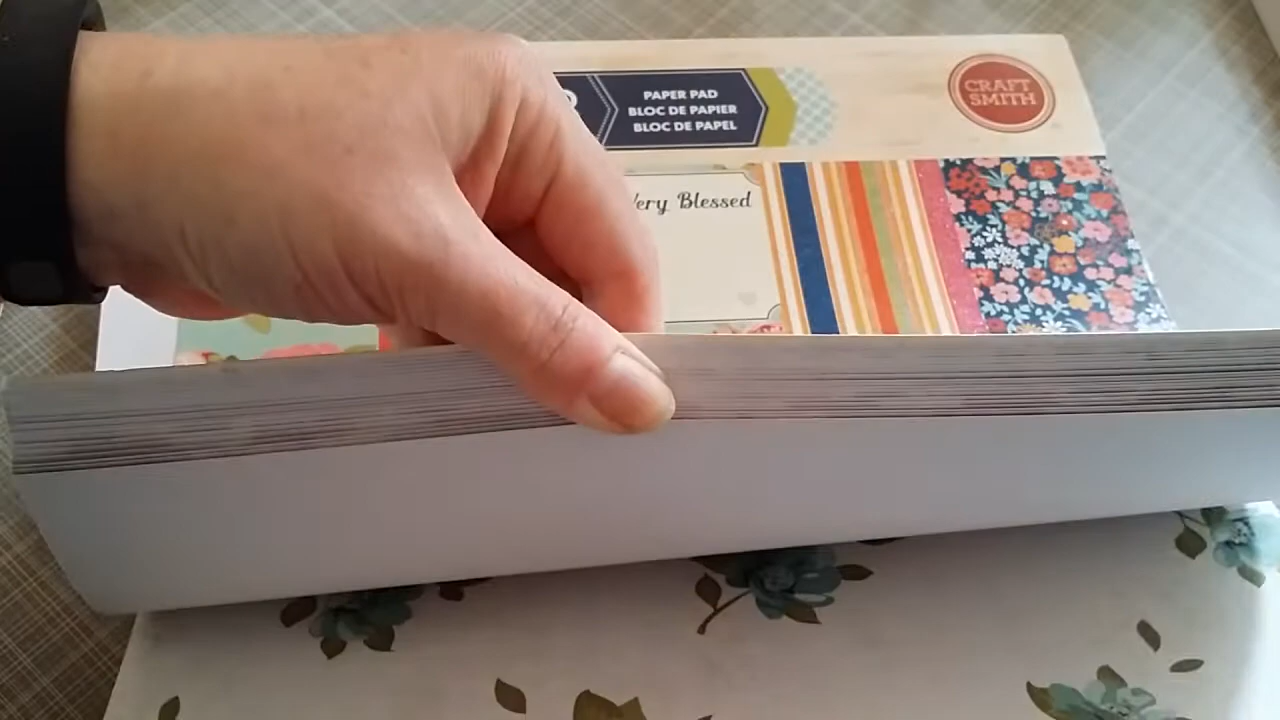 PAPER PAD
BLOC DE PAPIER
BLOC DE PAPEL
CRAFT
SMITH
Very Blessed